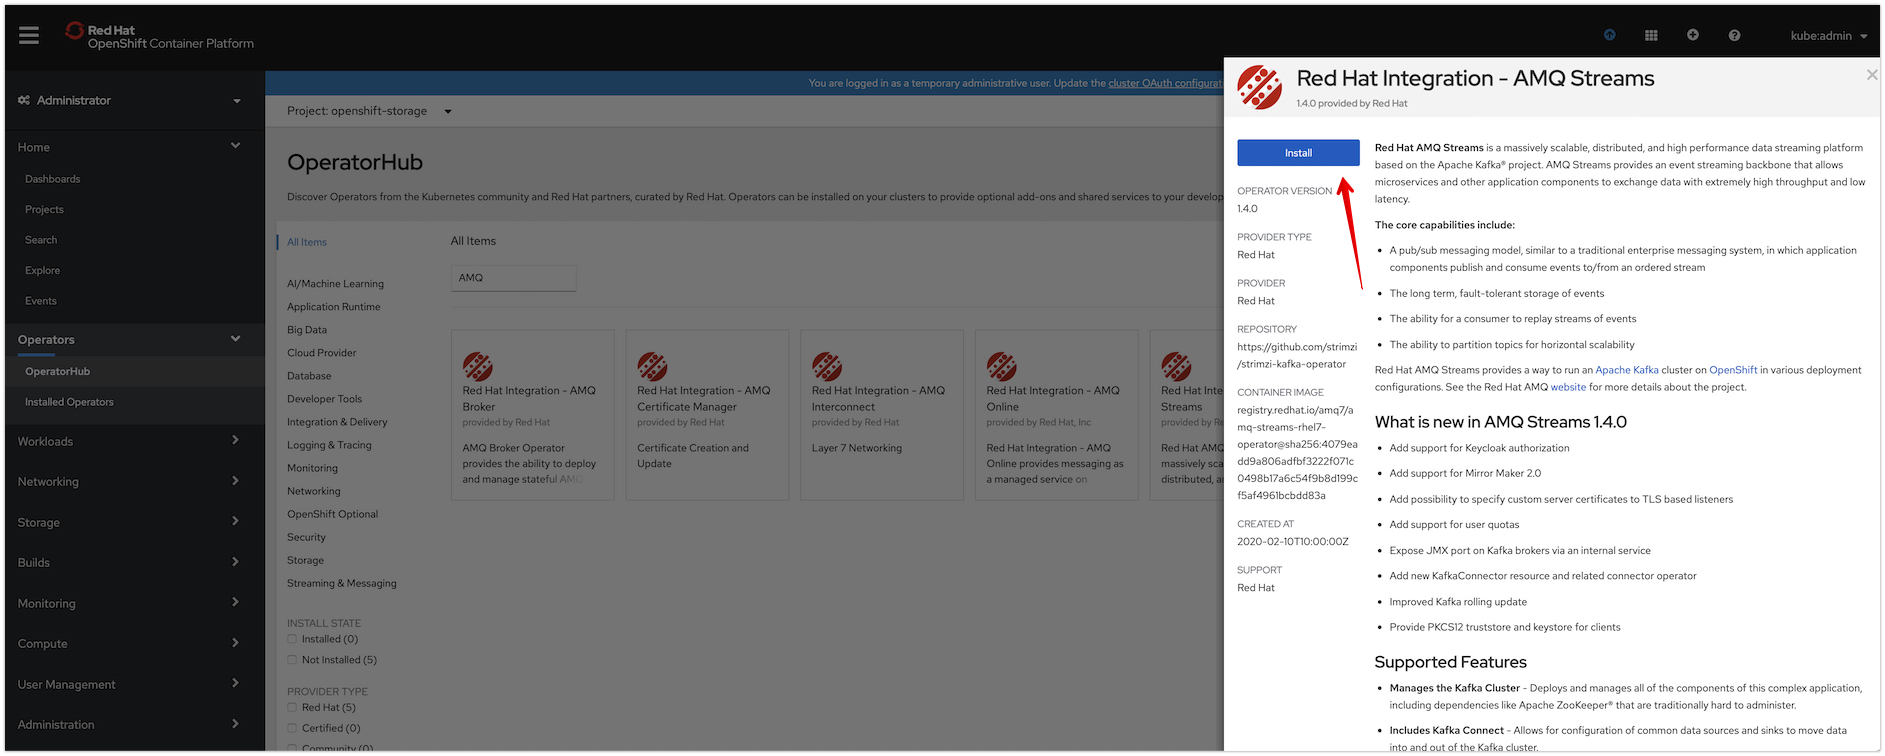 Red Hat
OpenShift Container Platform
kube:admin
Administrator
Home
Dashboards
Projects
Search
Explore
Events
Operators
OperatorHub
Installed Operators
Workloads
Networking
Storage
Builds
Monitoring
Compute
User Management
Administration
You are logged in as a temporary administrative user. Update the cluster OAuth configurat
Project: openshift-storage
OperatorHub
Discover Operators from the Kubernetes community and Red Hat partners, curated by Red Hat. Operators can be installed on your clusters to provide optional add-ons and shared services to your develop
All Items
AI/Machine Learning
Application Runtime
Big Data
Cloud Provider
Database
Developer Tools
Integration & Delivery
Logging & Tracing
Monitoring
Networking
OpenShift Optional
Security
Storage
Streaming & Messaging
INSTALL STATE
Installed (0)
Not Installed (5)
PROVIDER TYPE
Red Hat (5)
Certified (0)
Community (0)
All Items
AMQ
Red Hat Integration - AMQ
Broker
provided by Red Hat
AMQ Broker Operator
provides the ability to deploy
and manage stateful AMQ
Red Hat Integration - AMQ
Certificate Manager
provided by Red Hat
Certificate Creation and
Update
Red Hat Integration - AMQ
Interconnect
provided by Red Hat
Layer 7 Networking
Red Hat Integration - AMQ
Online
provided by Red Hat, Inc
Red Hat Integration - AMQ
Online provides messaging as
a managed service on
Red Hat Inte
Streams
provided by Re
Red Hat AM
massively sca
distributed, a
Red Hat Integration - AMQ Streams
1.4.0 provided by Red Hat
Install
OPERATOR VERSION
1.4.0
PROVIDER TYPE
Red Hat
PROVIDER
Red Hat
REPOSITORY
https://github.com/strimzi
/strimzi-kafka-operator
CONTAINER IMAGE
registry.redhat.io/amq7/a
mq-streams-rhel7-
operator@sha256:4079ea
dd9a806adfbf3222f071c
0498b17a6c54f9b8d199c
f5af4961bcbdd83a
CREATED AT
2020-02-10T10:00:00Z
SUPPORT
Red Hat
Red Hat AMQ Streams is a massively scalable, distributed, and high performance data streaming platform
based on the Apache Kafka® project. AMQ Streams provides an event streaming backbone that allows
microservices and other application components to exchange data with extremely high throughput and low
latency.
The core capabilities include:
• A pub/sub messaging model, similar to a traditional enterprise messaging system, in which application
components publish and consume events to/from an ordered stream
• The long term, fault-tolerant storage of events
• The ability for a consumer to replay streams of events
• The ability to partition topics for horizontal scalability
Red Hat AMQ Streams provides a way to run an Apache Kafka cluster on OpenShift in various deployment
configurations. See the Red Hat AMQ website for more details about the project.
What is new in AMQ Streams 1.4.0
• Add support for Keycloak authorization
• Add support for Mirror Maker 2.0
• Add possibility to specify custom server certificates to TLS based listeners
• Add support for user quotas
• Expose JMX port on Kafka brokers via an internal service
• Add new KafkaConnector resource and related connector operator
• Improved Kafka rolling update
• Provide PKCS12 truststore and keystore for clients
Supported Features
• Manages the Kafka Cluster - Deploys and manages all of the components of this complex application,
including dependencies like Apache ZooKeeper® that are traditionally hard to administer.
• Includes Kafka Connect - Allows for configuration of common data sources and sinks to move data
into and out of the Kafka cluster.